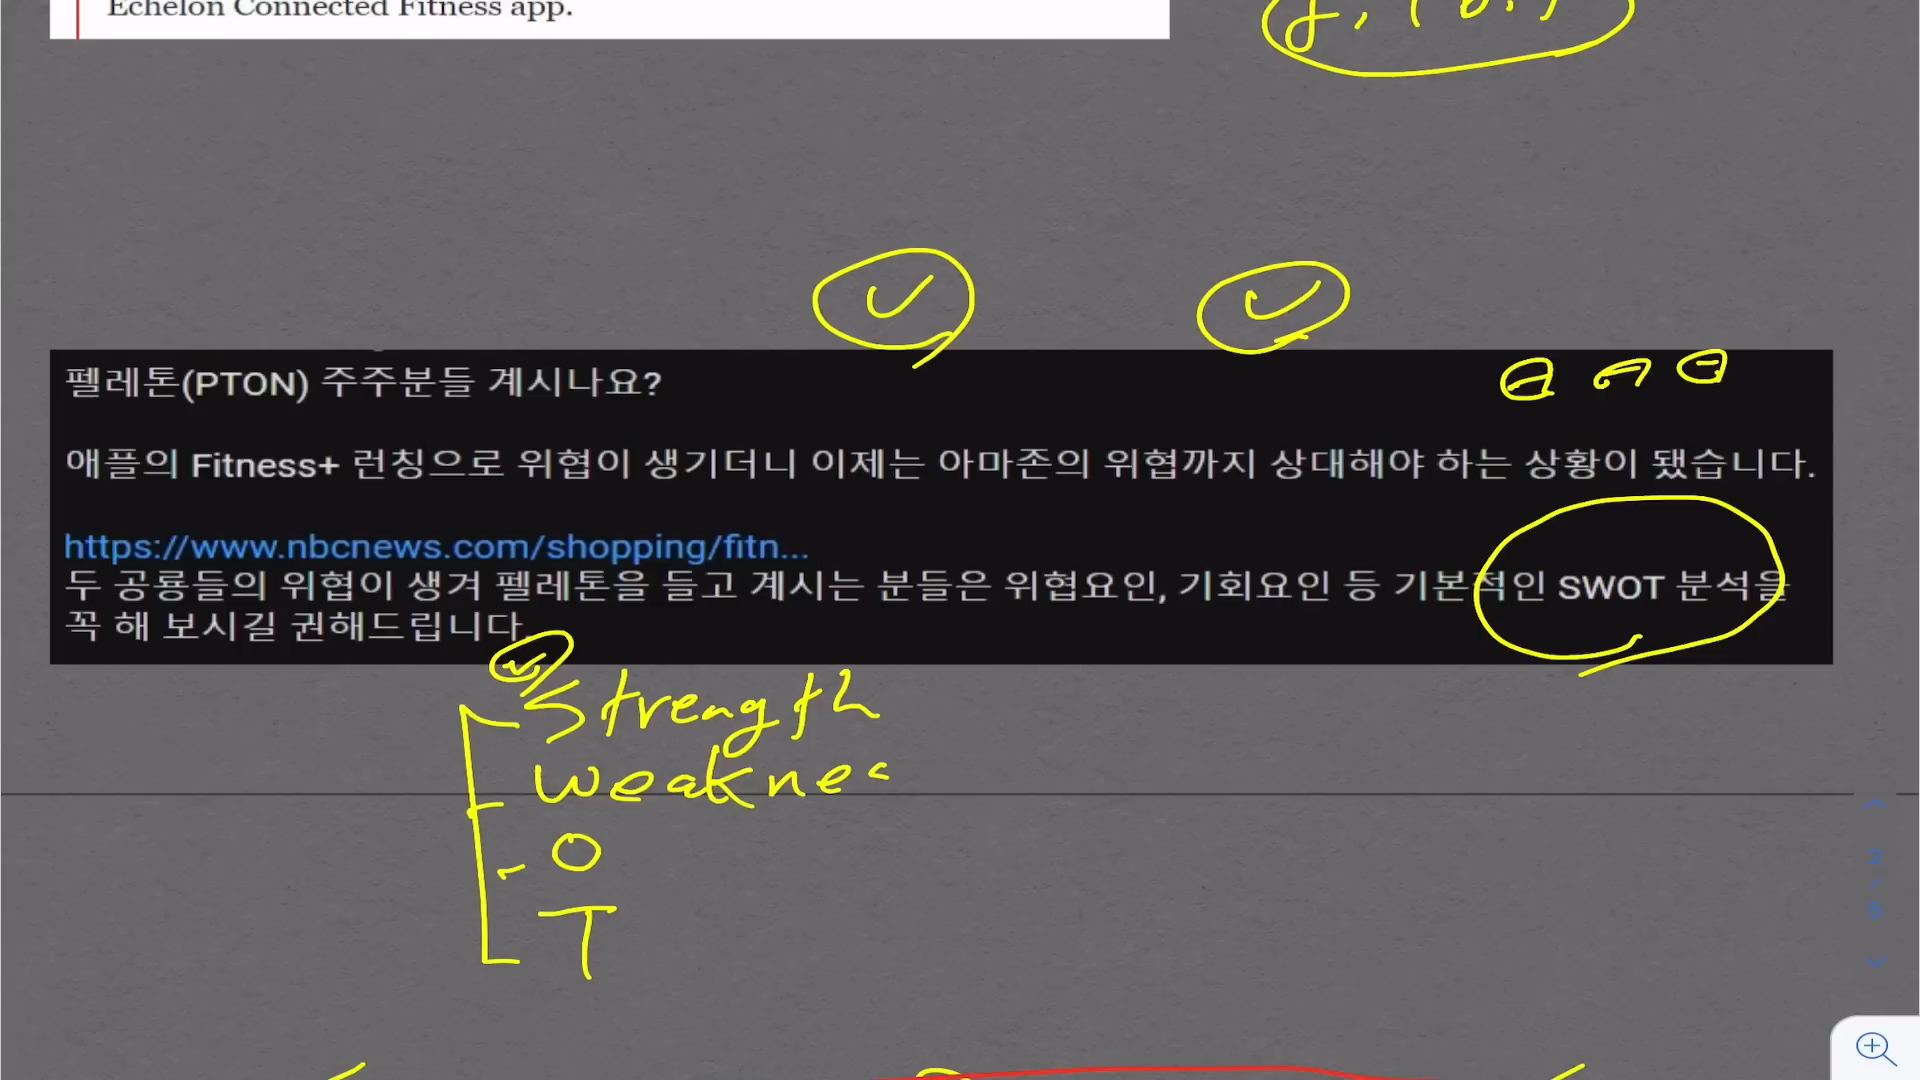 Echelon Connected Fitness app.
펠레톤(PTON) 주주분들 계시나요?
애플의 Fitness+ 런칭으로 위협이 생기더니 이제는 아마존의 위협까지 상대해야 하는 상황이 됐습니다.
https://www.nbcnews.com/shopping/fitn...
두 공룡들의 위협이 생겨 펠레톤을 들고 계시는 분들은 위협요인, 기회요인 등 기본적인 SWOT 분석을
꼭 해 보시길 권해드립니다.
Strength
weaknes
O
T